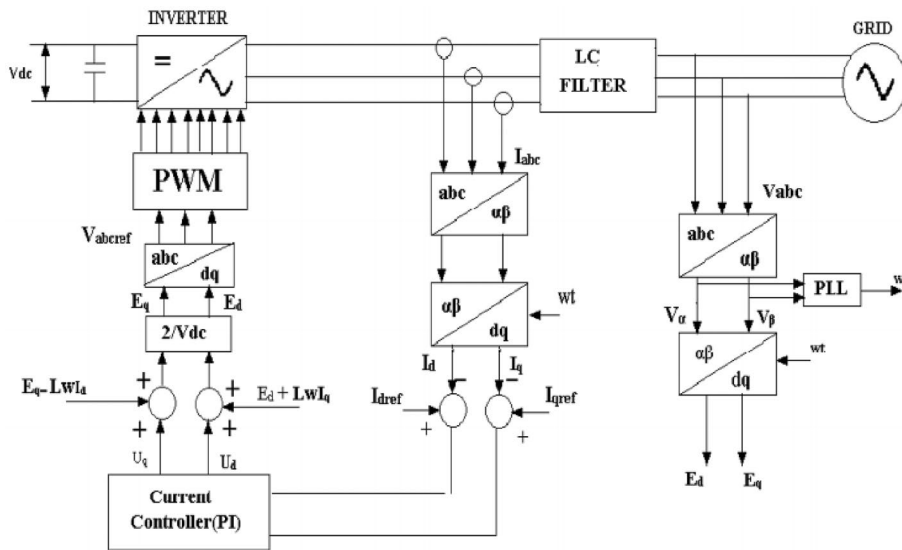 INVERTER
GRID
Vdc
=
LC
FILTER
Iabc
PWM
abc
αβ
Vabc
Vabcref
abc
dq
abc
αβ
PLL
w
Eq
Ed
αβ
dq
wt
Vα
Vβ
2/Vdc
Id
Iq
αβ
dq
wt
Eq- LwId
+
+
Ed + LwIq
Idref
-
-
Iqref
+
+
+
+
Uq
Ud
Ed
Eq
Current
Controller(PI)